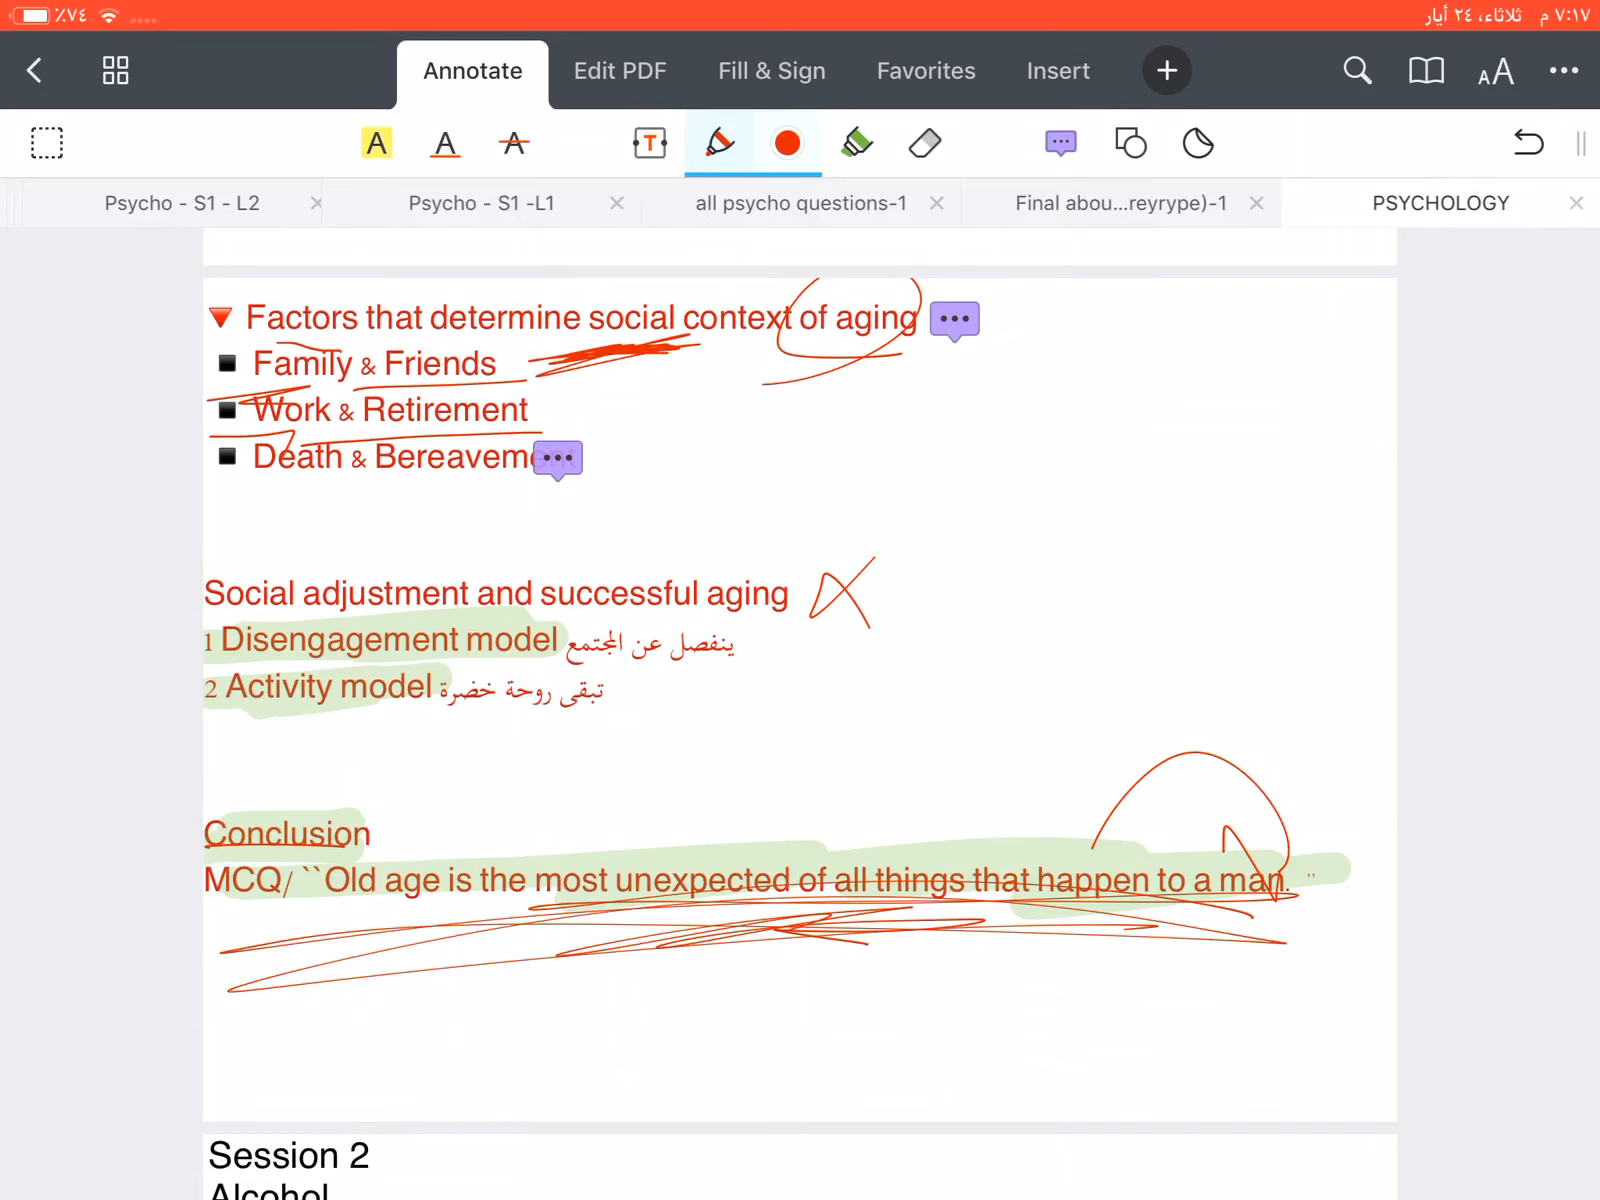 ٪٧٤ ٧:١٧ م ثلاثاء، ٢٤ أيار
Annotate Edit PDF Fill & Sign Favorites Insert
Psycho - S1 - L2 Psycho - S1 -L1 all psycho questions-1 Final abou...reyrype)-1 PSYCHOLOGY
Factors that determine social context of aging
Family & Friends
Work & Retirement
Death & Bereavement
Social adjustment and successful aging
1 Disengagement model ينفصل عن المجتمع
2 Activity model تبقى روحة خضرة
Conclusion
MCQ/ ``Old age is the most unexpected of all things that happen to a man. ''
Session 2
Alcohol